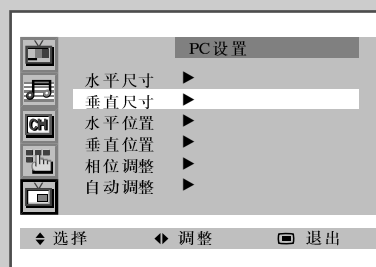 PC设置
水平尺寸 ▶
垂直尺寸 ▶
水平位置 ▶
垂直位置 ▶
CH
相位调整 ▶
自动调整 ▶
选择 调整 退出